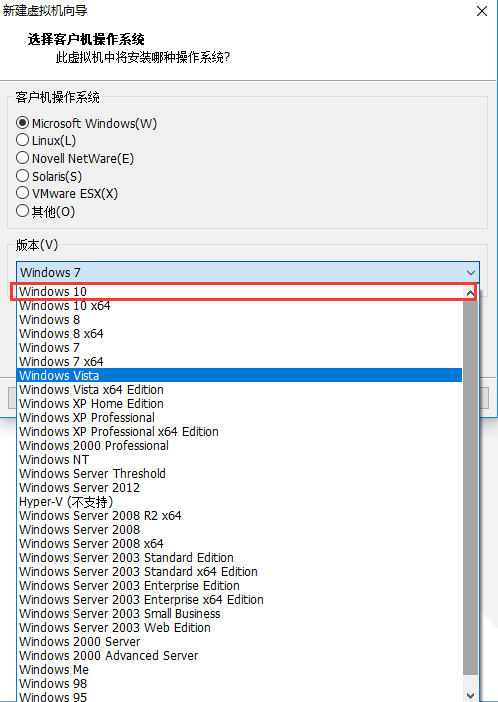 新建虚拟机向导
选择客户机操作系统
此虚拟机中将安装哪种操作系统?
客户机操作系统
Microsoft Windows(W)
Linux(L)
Novell NetWare(E)
Solaris(S)
VMware ESX(X)
其他(O)
版本(V)
Windows 7
Windows 10
Windows 10 x64
Windows 8
Windows 8 x64
Windows 7
Windows 7 x64
Windows Vista
Windows Vista x64 Edition
Windows XP Home Edition
Windows XP Professional
Windows XP Professional x64 Edition
Windows 2000 Professional
Windows NT
Windows Server Threshold
Windows Server 2012
Hyper-V (不支持)
Windows Server 2008 R2 x64
Windows Server 2008
Windows Server 2008 x64
Windows Server 2003 Standard Edition
Windows Server 2003 Standard x64 Edition
Windows Server 2003 Enterprise Edition
Windows Server 2003 Enterprise x64 Edition
Windows Server 2003 Small Business
Windows Server 2003 Web Edition
Windows 2000 Server
Windows 2000 Advanced Server
Windows Me
Windows 98
Windows 95